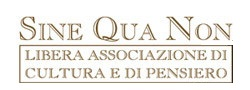 SINE QUA NON
LIBERA ASSOCIAZIONE DI
CULTURA E DI PENSIERO